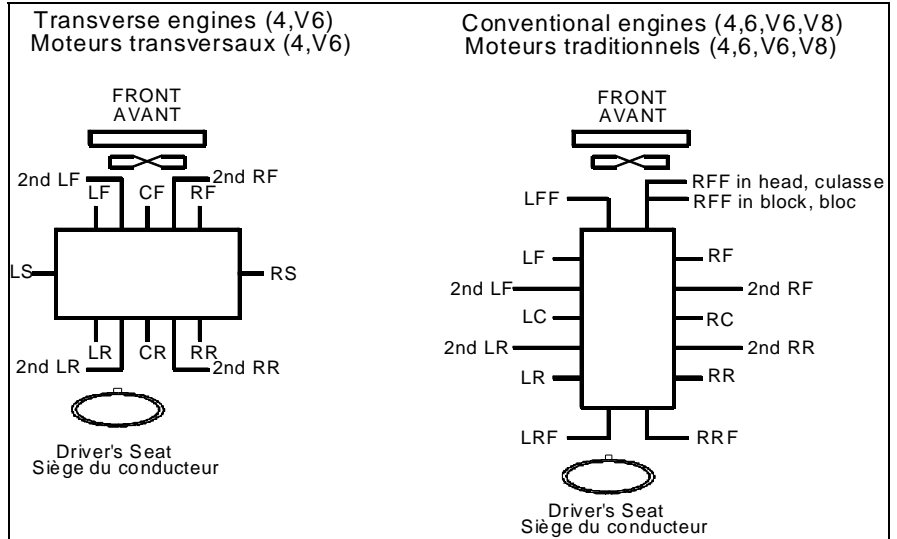 Transverse engines (4,V6)
Moteurs transversaux (4,V6)
FRONT
AVANT
2nd LF
2nd RF
LF CF RF
LS
RS
LR CR RR
2nd LR
2nd RR
Driver's Seat
Siège du conducteur
Conventional engines (4,6,V6,V8)
Moteurs traditionnels (4,6,V6,V8)
FRONT
AVANT
RFF in head, culasse
LFF
RFF in block, bloc
LF
RF
2nd LF
2nd RF
LC
RC
2nd LR
2nd RR
LR
RR
LRF
RRF
Driver's Seat
Siège du conducteur